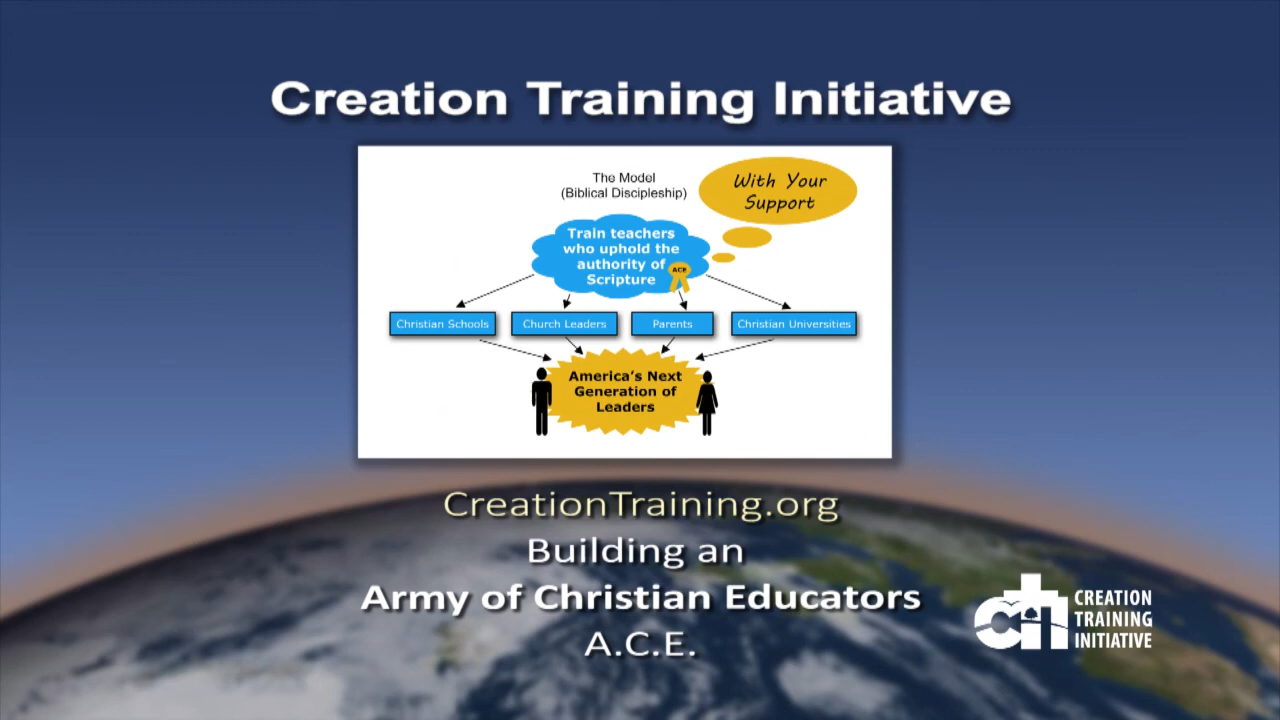 Creation Training Initiative
The Model
(Biblical Discipleship)
With Your
Support
Train teachers
who uphold the
authority of
Scripture
ACE
Christian Schools
Church Leaders
Parents
Christian Universities
America's Next
Generation of
Leaders
CreationTraining.org
Building an
Army of Christian Educators
A.C.E.
cti
CREATION
TRAINING
INITIATIVE